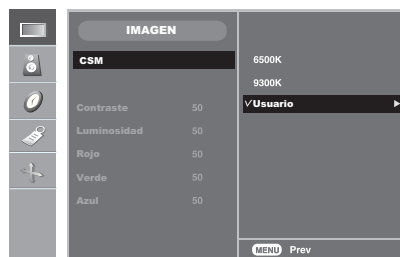 IMAGEN
CSM
Contraste 50
Luminosidad 50
Rojo 50
Verde 50
Azul 50
6500K
9300K
✓Usuario
MENU Prev